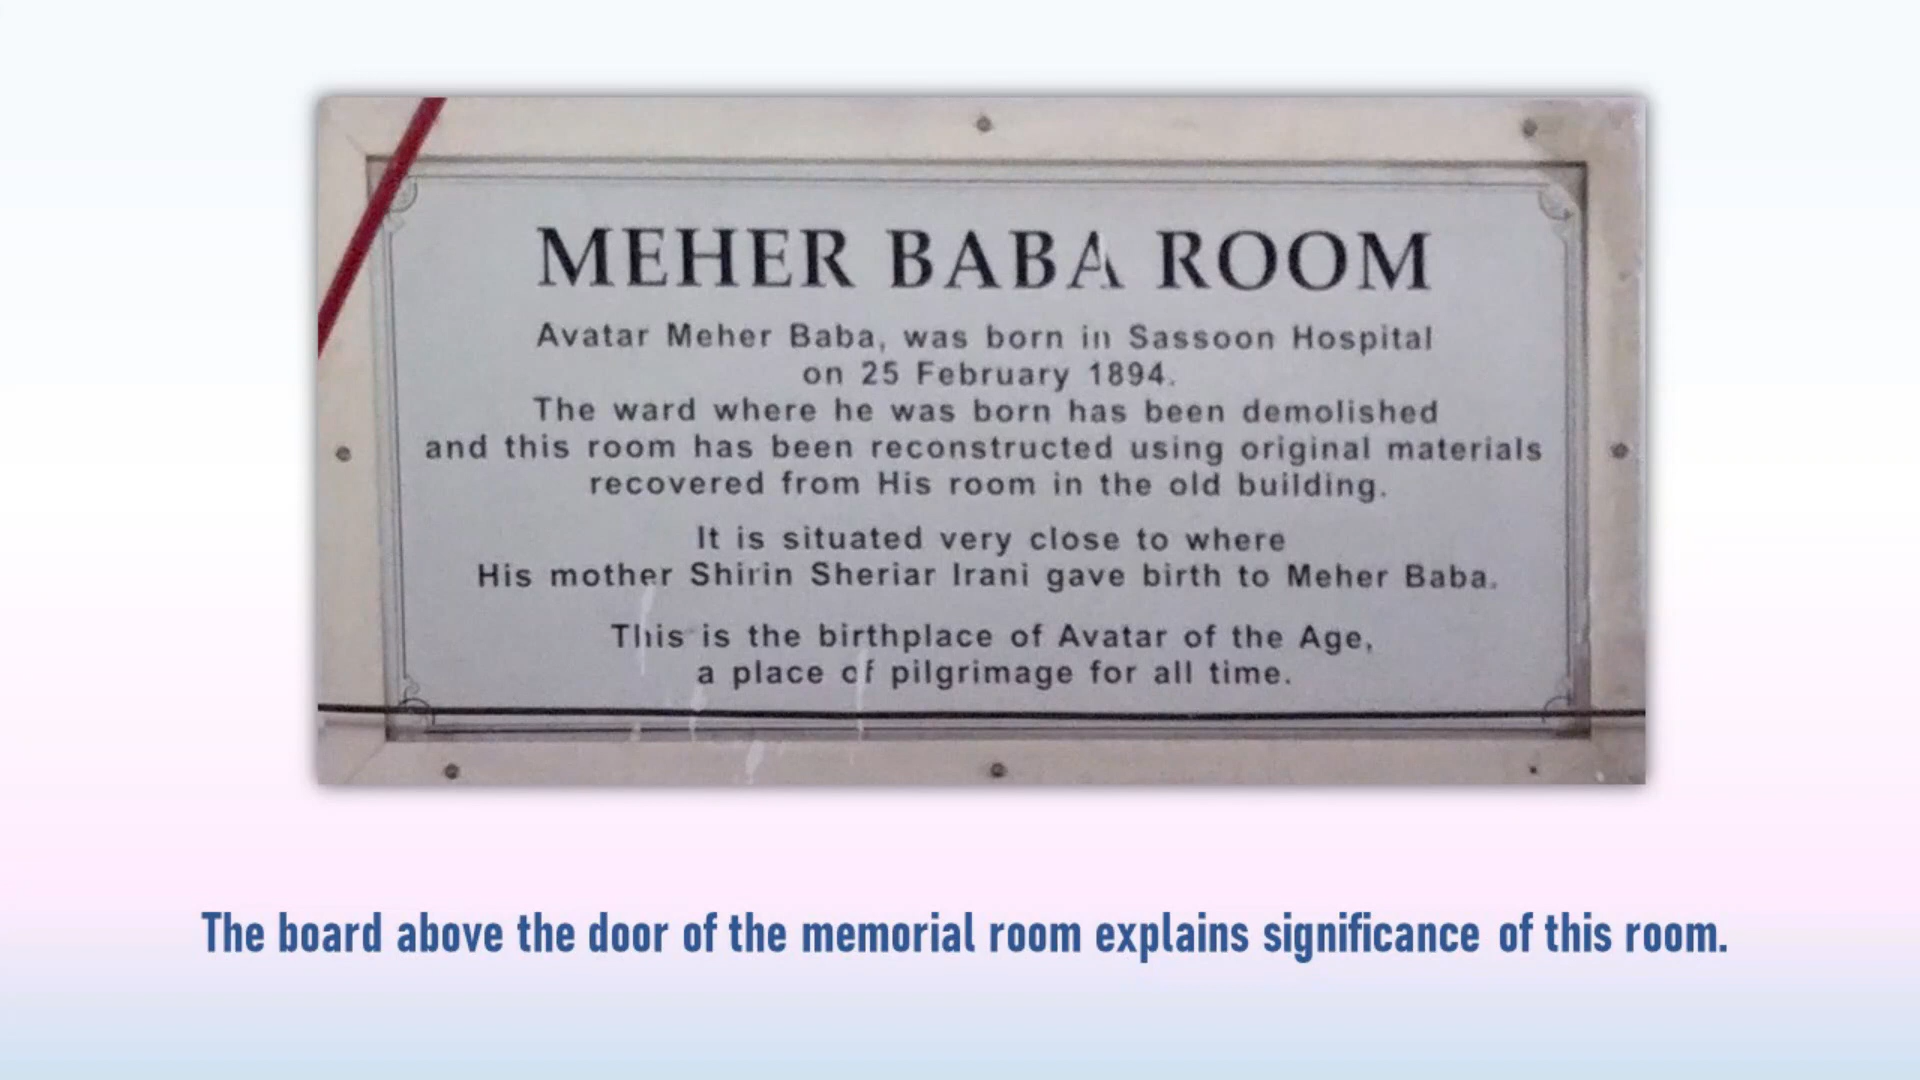 MEHER BABA ROOM
Avatar Meher Baba, was born in Sassoon Hospital
on 25 February 1894.
The ward where he was born has been demolished
and this room has been reconstructed using original materials
recovered from His room in the old building.
It is situated very close to where
His mother Shirin Sheriar Irani gave birth to Meher Baba.
This is the birthplace of Avatar of the Age,
a place of pilgrimage for all time.
The board above the door of the memorial room explains significance of this room.